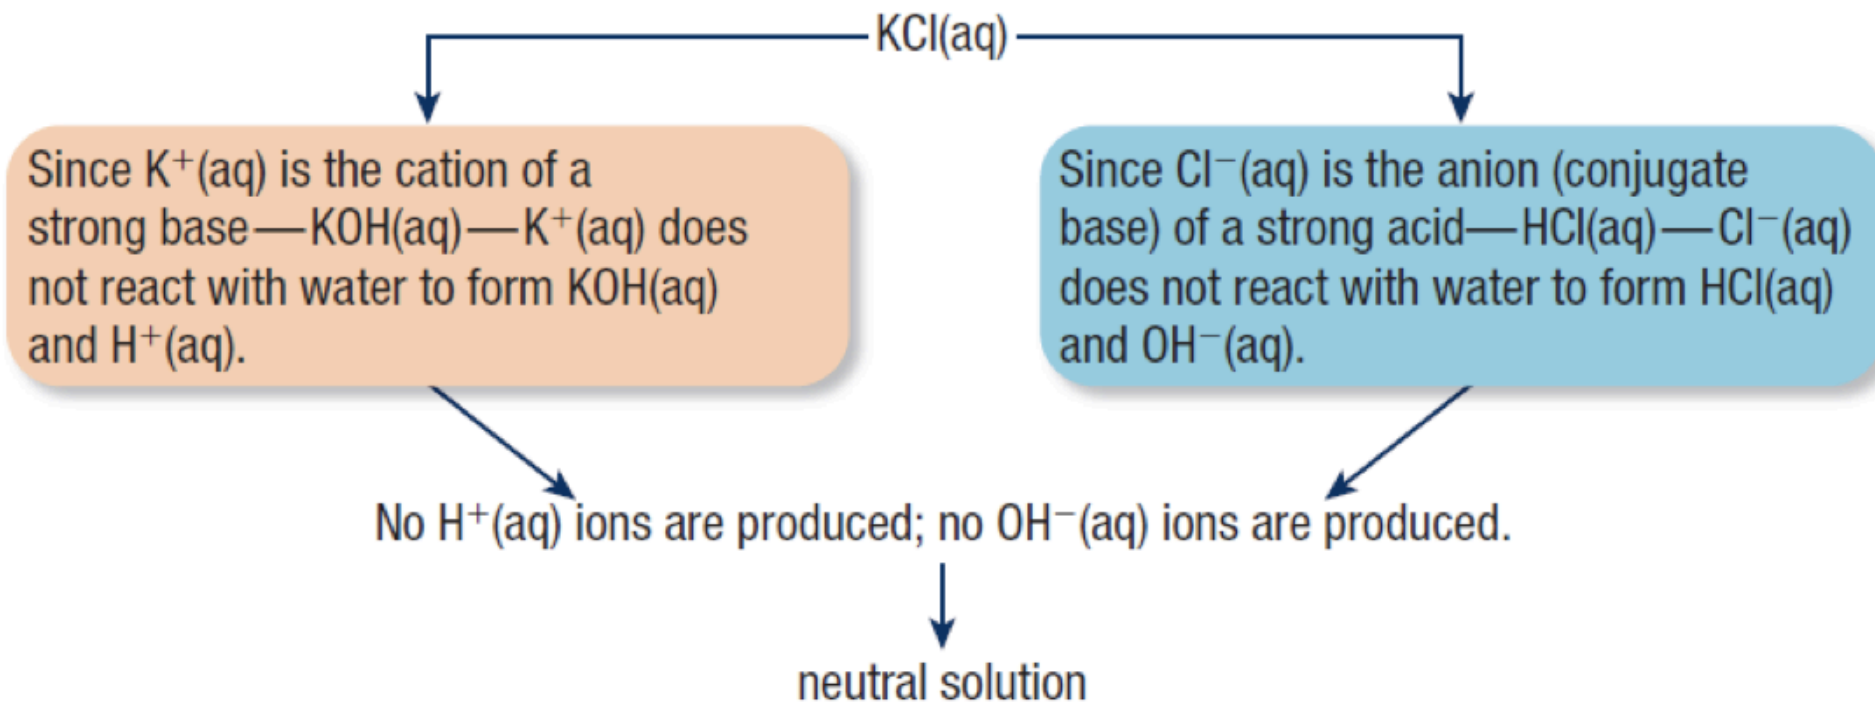 KCl(aq)
Since K⁺(aq) is the cation of a
strong base—KOH(aq)—K⁺(aq) does
not react with water to form KOH(aq)
and H⁺(aq).
Since Cl⁻(aq) is the anion (conjugate
base) of a strong acid—HCl(aq)—Cl⁻(aq)
does not react with water to form HCl(aq)
and OH⁻(aq).
No H⁺(aq) ions are produced; no OH⁻(aq) ions are produced.
neutral solution